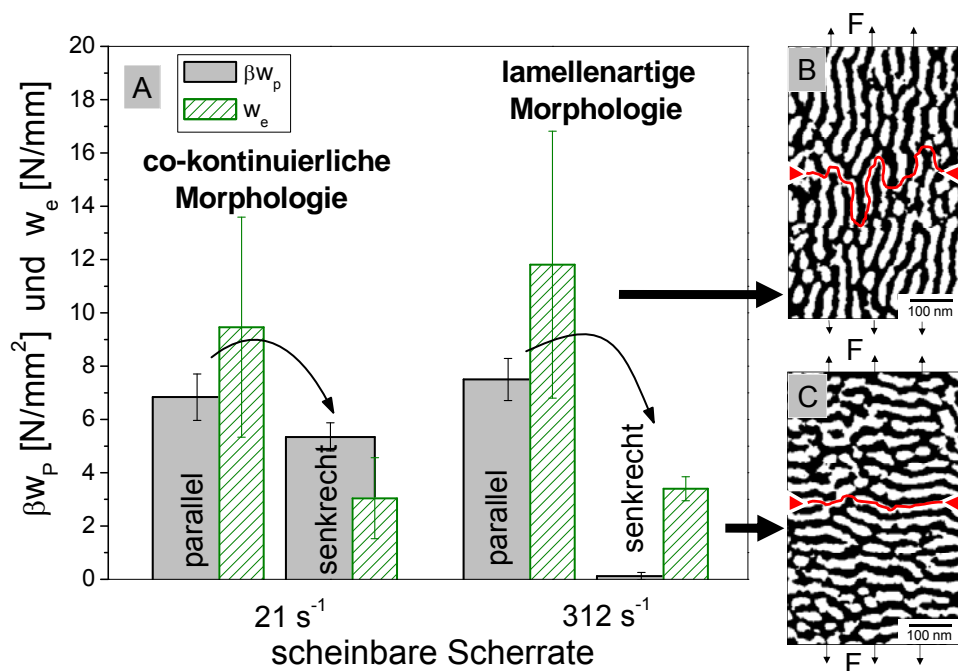 βw_p [N/mm²] und w_e [N/mm]
20
18
16
14
12
10
8
6
4
2
0
A
βw_p
w_e
co-kontinuierliche
Morphologie
lamellenartige
Morphologie
parallel
senkrecht
parallel
senkrecht
21 s⁻¹
312 s⁻¹
scheinbare Scherrate
F
B
100 nm
F
C
100 nm
F